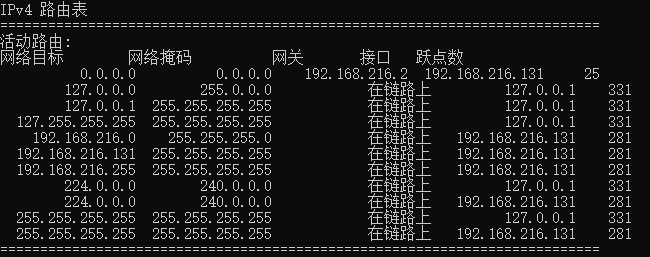 IPv4 路由表
===========================================================================
活动路由:
网络目标 网络掩码 网关 接口 跃点数
0.0.0.0 0.0.0.0 192.168.216.2 192.168.216.131 25
127.0.0.0 255.0.0.0 在链路上 127.0.0.1 331
127.0.0.1 255.255.255.255 在链路上 127.0.0.1 331
127.255.255.255 255.255.255.255 在链路上 127.0.0.1 331
192.168.216.0 255.255.255.0 在链路上 192.168.216.131 281
192.168.216.131 255.255.255.255 在链路上 192.168.216.131 281
192.168.216.255 255.255.255.255 在链路上 192.168.216.131 281
224.0.0.0 240.0.0.0 在链路上 127.0.0.1 331
224.0.0.0 240.0.0.0 在链路上 192.168.216.131 281
255.255.255.255 255.255.255.255 在链路上 127.0.0.1 331
255.255.255.255 255.255.255.255 在链路上 192.168.216.131 281
===========================================================================